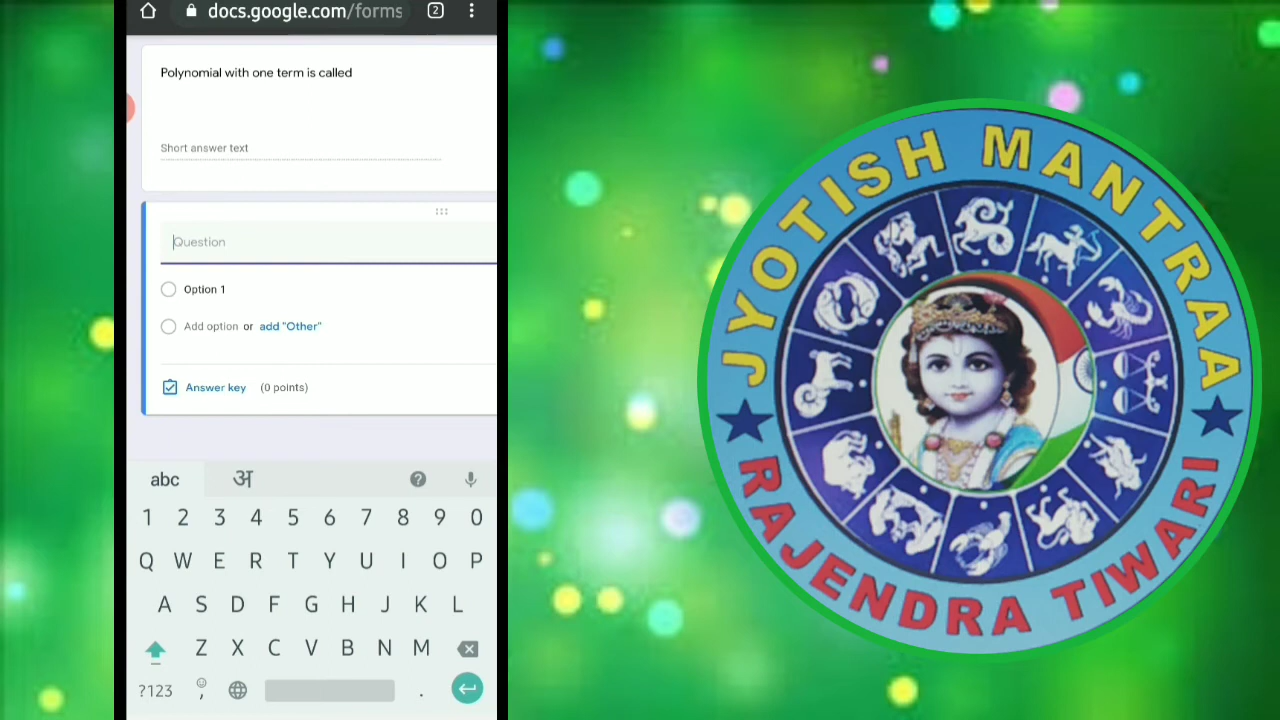 docs.google.com/forms
2
Polynomial with one term is called
Short answer text
Question
Option 1
Add option or add "Other"
Answer key (0 points)
abc अ
1 2 3 4 5 6 7 8 9 0
Q W E R T Y U I O P
A S D F G H J K L
Z X C V B N M
?123 , .
JYOTISH MANTRAA
RAJENDRA TIWARI